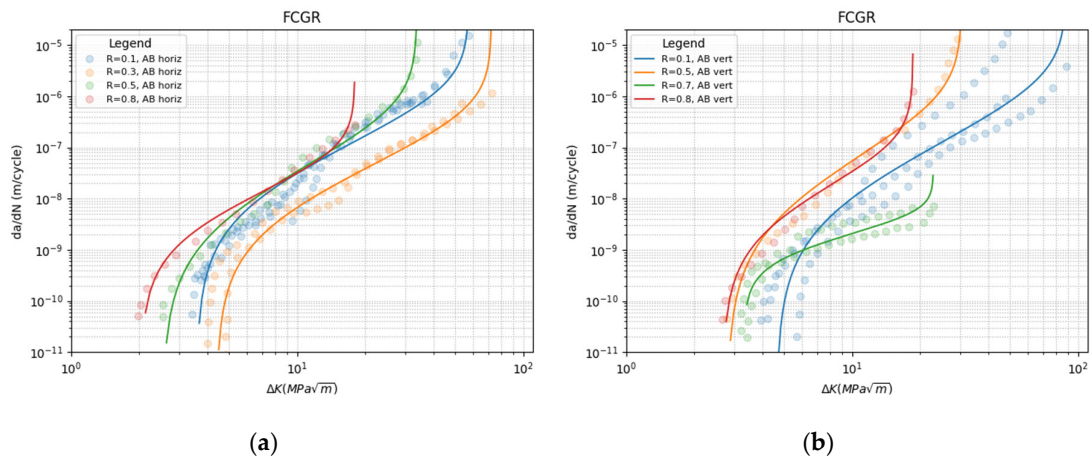 FCGR
Legend
R=0.1, AB horiz
R=0.3, AB horiz
R=0.5, AB horiz
R=0.8, AB horiz
da/dN (m/cycle)
10⁻⁵
10⁻⁶
10⁻⁷
10⁻⁸
10⁻⁹
10⁻¹⁰
10⁻¹¹
10⁰ 10¹ 10²
ΔK(MPa√m)
(a)
FCGR
Legend
R=0.1, AB vert
R=0.5, AB vert
R=0.7, AB vert
R=0.8, AB vert
da/dN (m/cycle)
10⁻⁵
10⁻⁶
10⁻⁷
10⁻⁸
10⁻⁹
10⁻¹⁰
10⁻¹¹
10⁰ 10¹ 10²
ΔK(MPa√m)
(b)